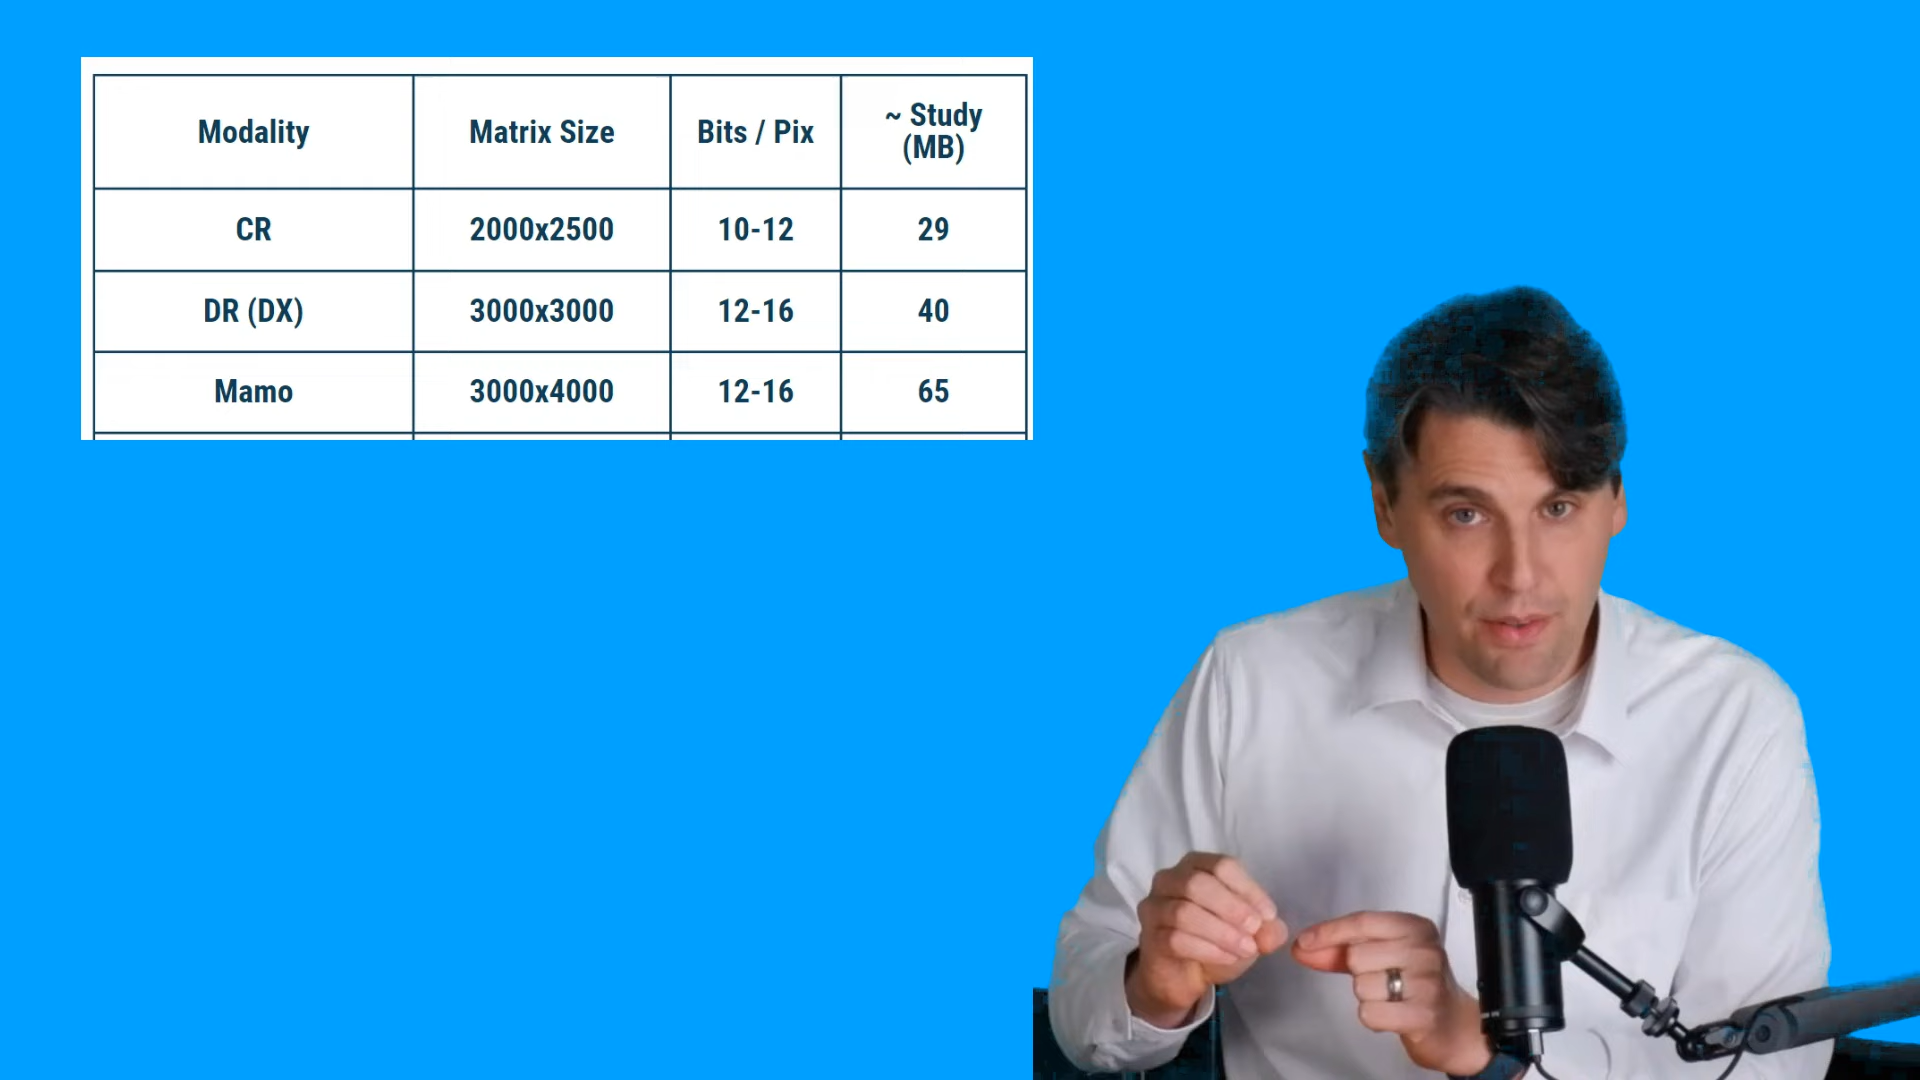 Modality Matrix Size Bits / Pix ~ Study
(MB)
CR 2000x2500 10-12 29
DR (DX) 3000x3000 12-16 40
Mamo 3000x4000 12-16 65